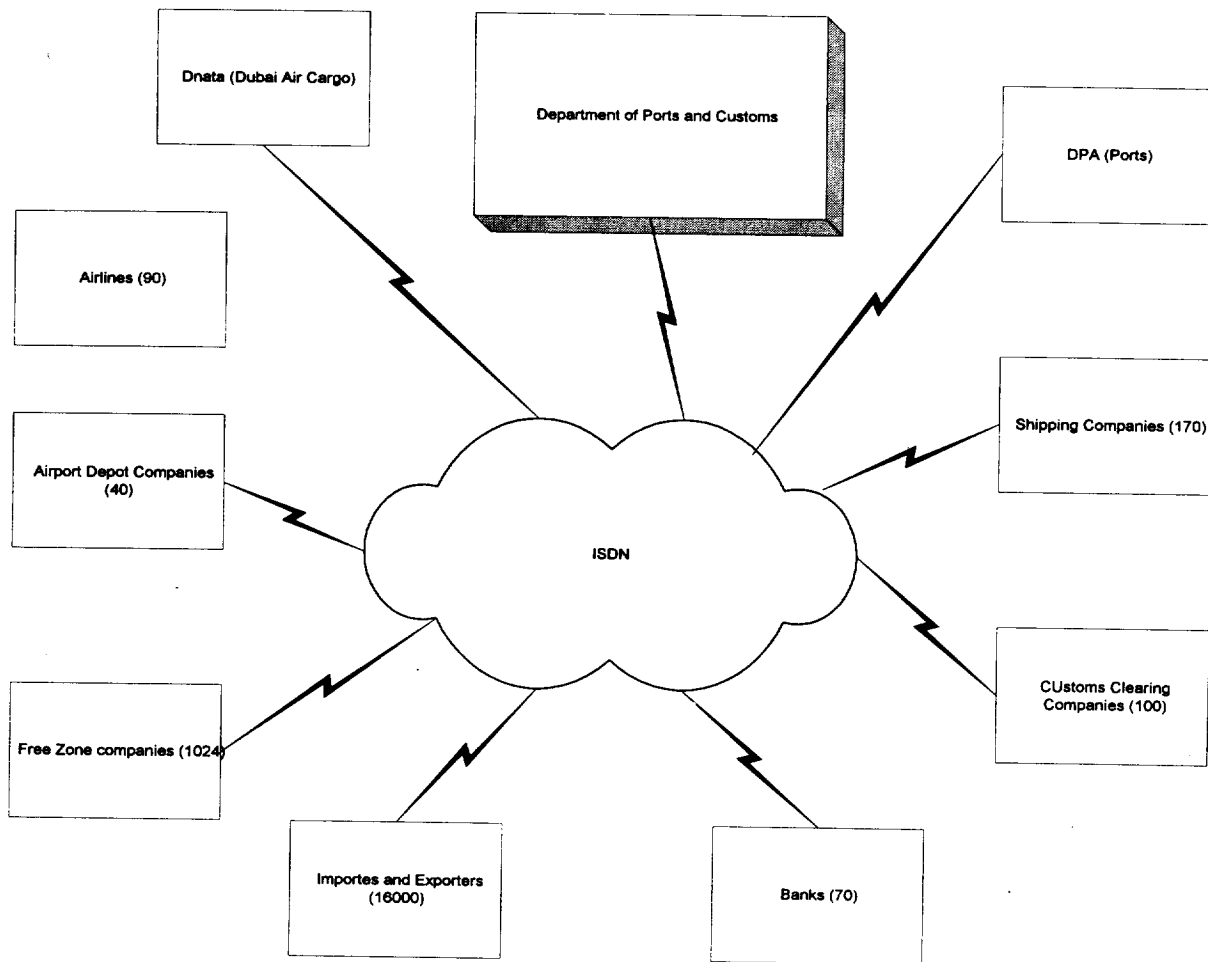 Dnata (Dubai Air Cargo)
Department of Ports and Customs
DPA (Ports)
Airlines (90)
Shipping Companies (170)
Airport Depot Companies
(40)
ISDN
CUstoms Clearing
Companies (100)
Free Zone companies (1024)
Importes and Exporters
(16000)
Banks (70)